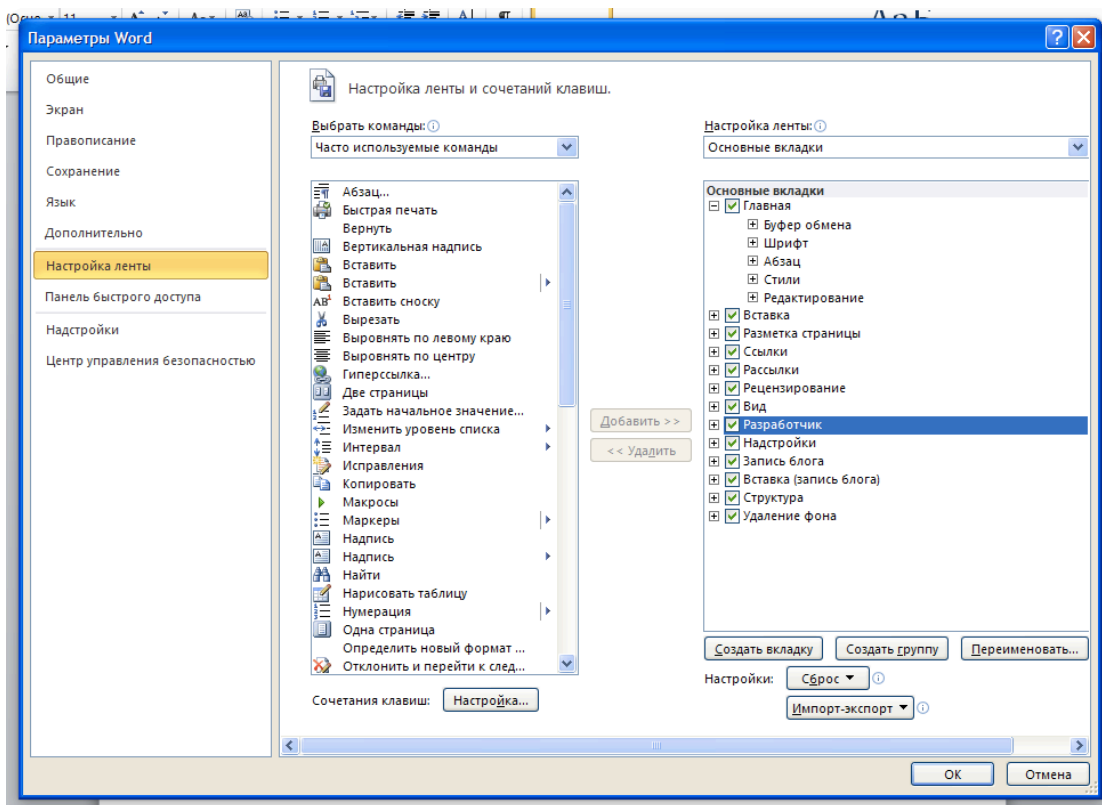 11
Параметры Word
Общие
Экран
Правописание
Сохранение
Язык
Дополнительно
Настройка ленты
Панель быстрого доступа
Надстройки
Центр управления безопасностью
Настройка ленты и сочетаний клавиш.
Выбрать команды:
Часто используемые команды
Абзац...
Быстрая печать
Вернуть
Вертикальная надпись
Вставить
Вставить
Вставить сноску
Вырезать
Выровнять по левому краю
Выровнять по центру
Гиперссылка...
Две страницы
Задать начальное значение...
Изменить уровень списка
Интервал
Исправления
Копировать
Макросы
Маркеры
Надпись
Надпись
Найти
Нарисовать таблицу
Нумерация
Одна страница
Определить новый формат ...
Отклонить и перейти к след...
Сочетания клавиш: Настройка...
Добавить >>
<< Удалить
Настройка ленты:
Основные вкладки
Основные вкладки
Главная
Буфер обмена
Шрифт
Абзац
Стили
Редактирование
Вставка
Разметка страницы
Ссылки
Рассылки
Рецензирование
Вид
Разработчик
Надстройки
Запись блога
Вставка (запись блога)
Структура
Удаление фона
Создать вкладку Создать группу Переименовать...
Настройки: Сброс
Импорт-экспорт
ОК Отмена